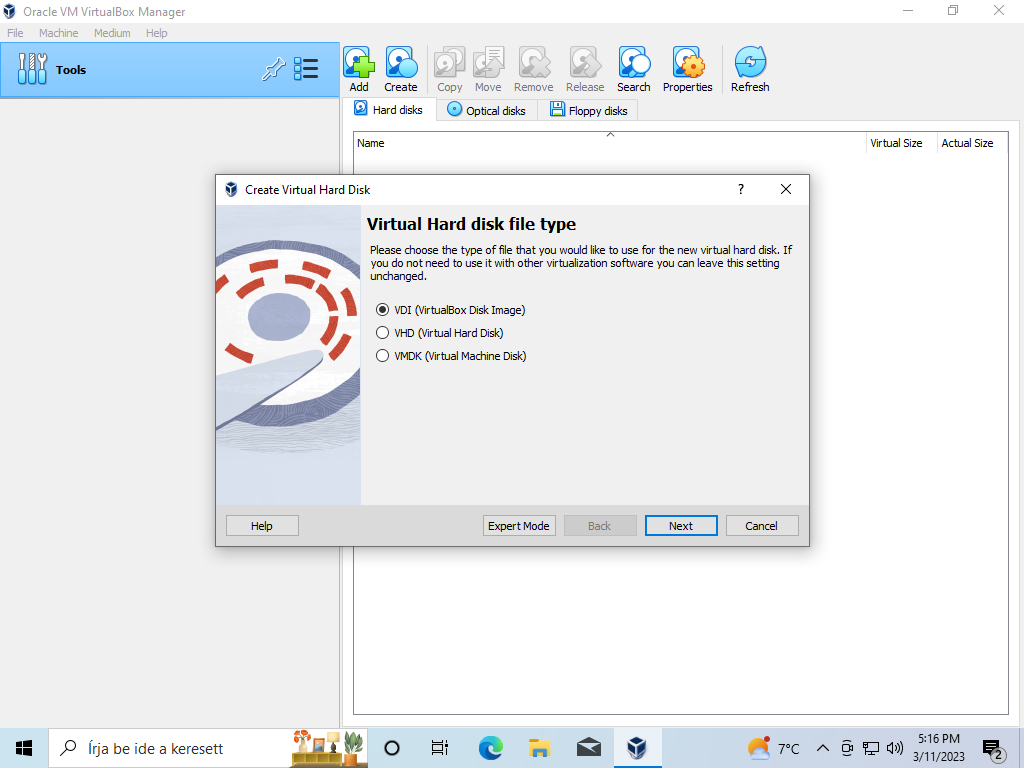 Oracle VM VirtualBox Manager
File Machine Medium Help
Tools
Add Create Copy Move Remove Release Search Properties Refresh
Hard disks Optical disks Floppy disks
Name Virtual Size Actual Size
Create Virtual Hard Disk ?
Virtual Hard disk file type
Please choose the type of file that you would like to use for the new virtual hard disk. If
you do not need to use it with other virtualization software you can leave this setting
unchanged.
VDI (VirtualBox Disk Image)
VHD (Virtual Hard Disk)
VMDK (Virtual Machine Disk)
Help Expert Mode Back Next Cancel
Írja be ide a keresett
7°C
5:16 PM
3/11/2023
2